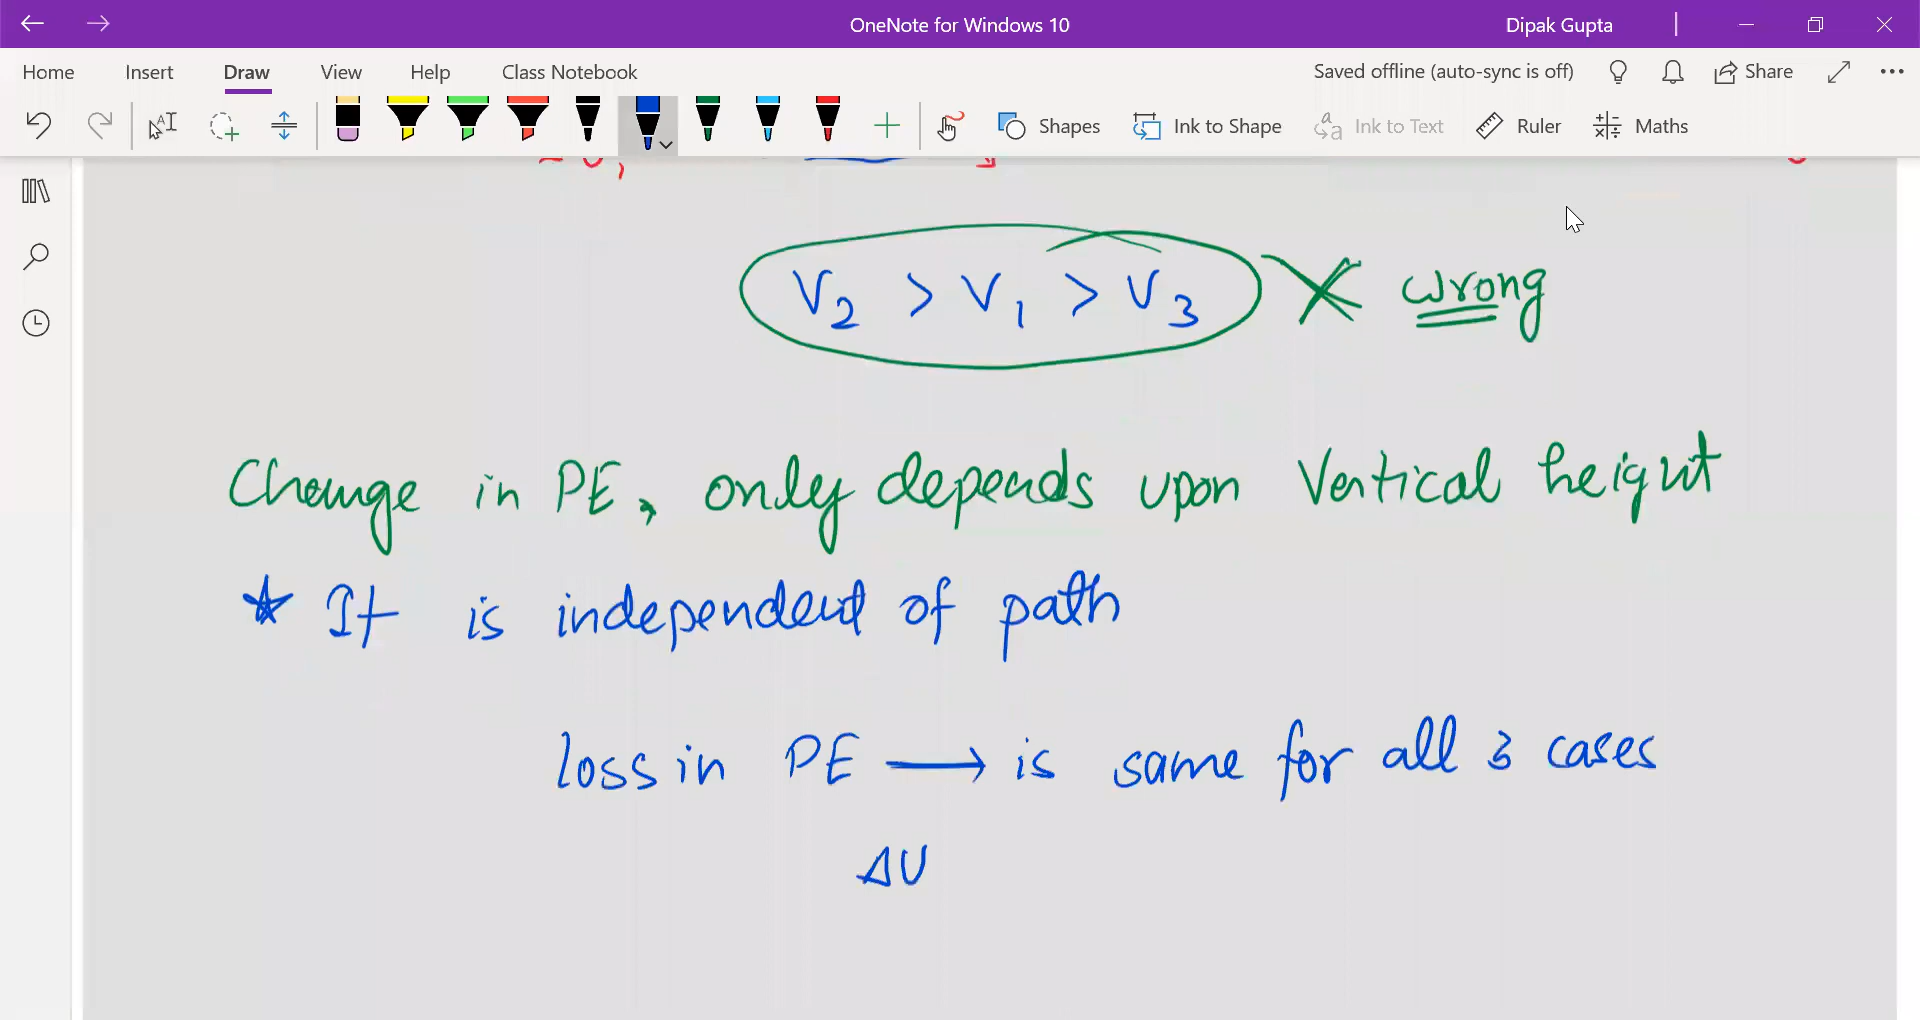 OneNote for Windows 10
Dipak Gupta
Home Insert Draw View Help Class Notebook
Saved offline (auto-sync is off) Share
Shapes Ink to Shape Ink to Text Ruler Maths
V2 > V1 > V3 X wrong
Change in PE, only depends upon Vertical height
* It is independent of path
loss in PE → is same for all 3 cases
ΔU